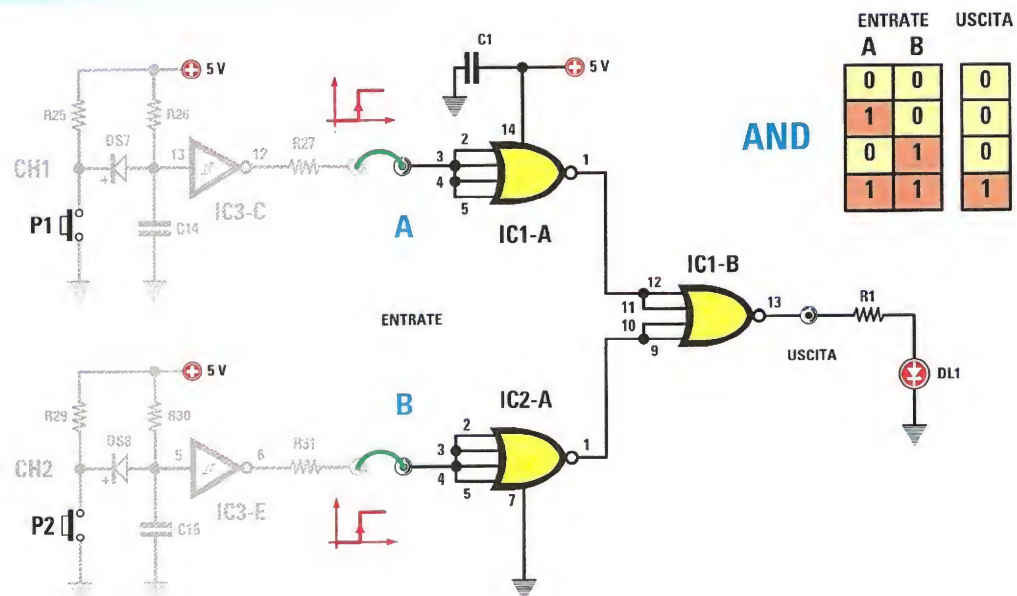 ENTRATE USCITA
A B
0 0 0
1 0 0
0 1 0
1 1 1
AND
C1
5 V
5 V
R25
R26
DS7
13
12
R27
CH1
IC3-C
C14
P1
A
14
2
3
4
5
1
IC1-A
IC1-B
12
11
10
9
13
R1
USCITA
DL1
ENTRATE
5 V
R29
R30
DS8
5
6
R31
CH2
IC3-E
C15
P2
B
IC2-A
2
3
4
5
7
1